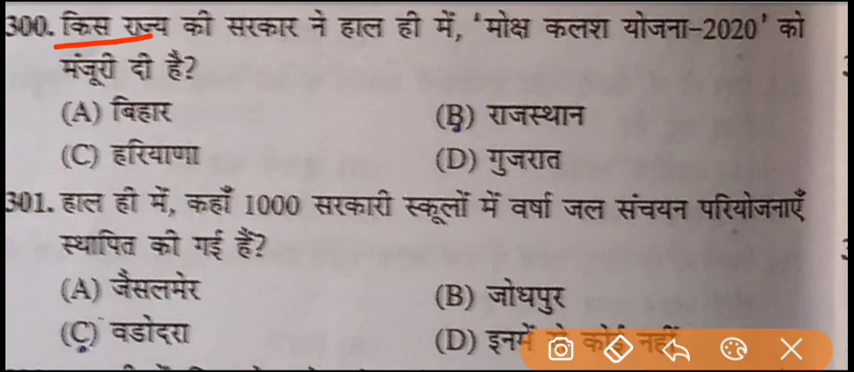 300. किस राज्य की सरकार ने हाल ही में, 'मोक्ष कलश योजना-2020' को
मंजूरी दी है?
(A) बिहार (B) राजस्थान
(C) हरियाणा (D) गुजरात
301. हाल ही में, कहाँ 1000 सरकारी स्कूलों में वर्षा जल संचयन परियोजनाएँ
स्थापित की गई हैं?
(A) जैसलमेर (B) जोधपुर
(C) वडोदरा (D) इनमें से कोई नहीं